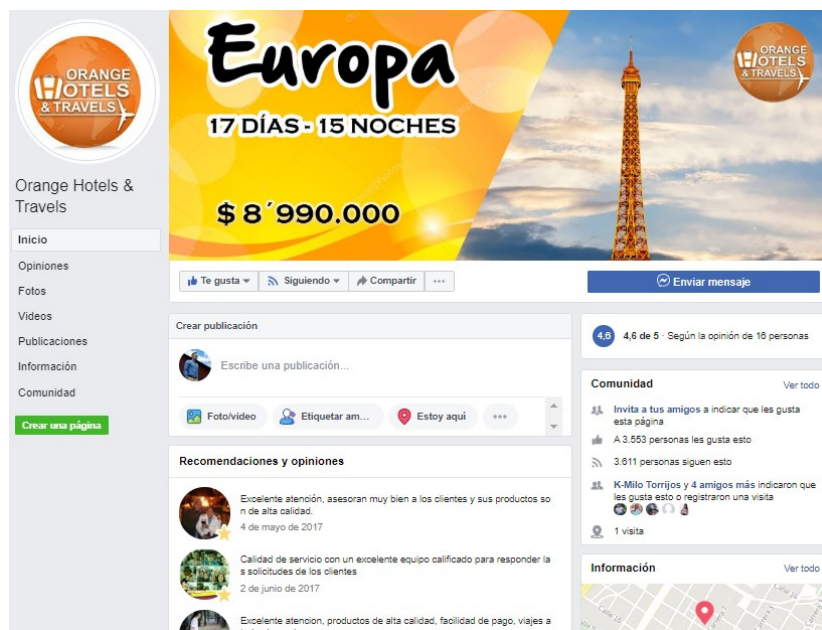 ORANGE
HOTELS
& TRAVELS
Orange Hotels &
Travels
Inicio
Opiniones
Fotos
Videos
Publicaciones
Información
Comunidad
Crear una página
Europa
17 DÍAS - 15 NOCHES
$ 8´990.000
ORANGE
HOTELS
& TRAVELS
Te gusta
Siguiendo
Compartir
Enviar mensaje
Crear publicación
Escribe una publicación...
Foto/video
Etiquetar am...
Estoy aquí
Recomendaciones y opiniones
Excelente atención, asesoran muy bien a los clientes y sus productos so
n de alta calidad.
4 de mayo de 2017
Calidad de servicio con un excelente equipo calificado para responder la
s solicitudes de los clientes
2 de junio de 2017
Excelente atencion, productos de alta calidad, facilidad de pago, viajes a
4,6
4,6 de 5 · Según la opinión de 16 personas
Comunidad
Ver todo
Invita a tus amigos a indicar que les gusta
esta página
A 3.553 personas les gusta esto
3.611 personas siguen esto
K-Milo Torrijos y 4 amigos más indicaron que
les gusta esto o registraron una visita
1 visita
Información
Ver todo